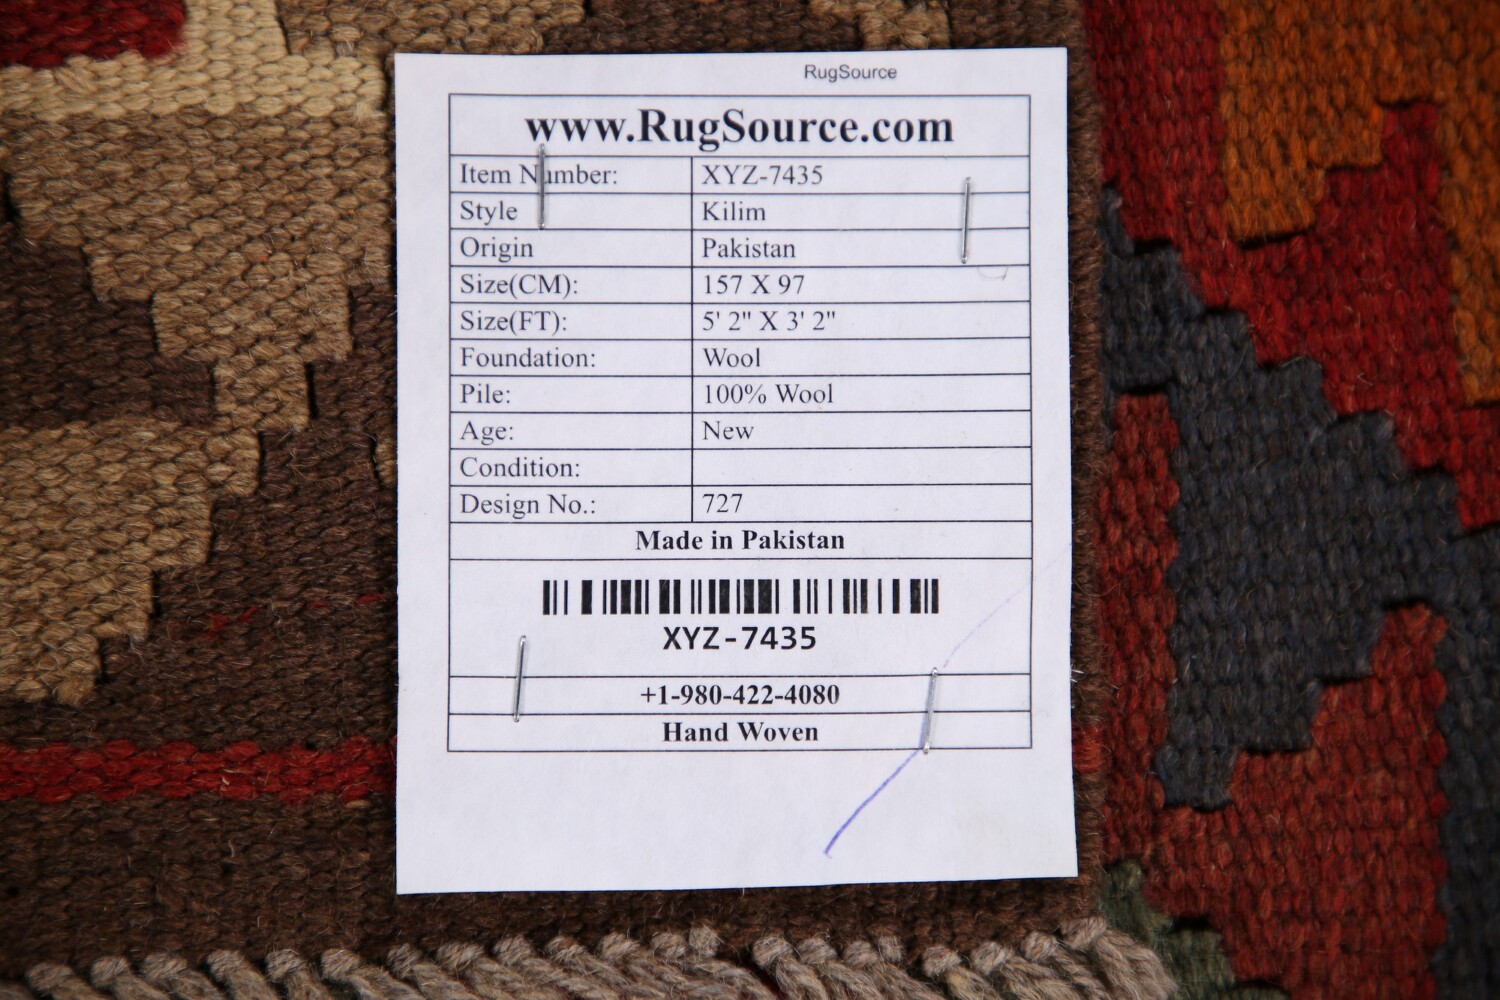 RugSource
www.RugSource.com
Item Number: XYZ-7435
Style Kilim
Origin Pakistan
Size(CM): 157 X 97
Size(FT): 5' 2" X 3' 2"
Foundation: Wool
Pile: 100% Wool
Age: New
Condition:
Design No.: 727
Made in Pakistan
XYZ-7435
+1-980-422-4080
Hand Woven